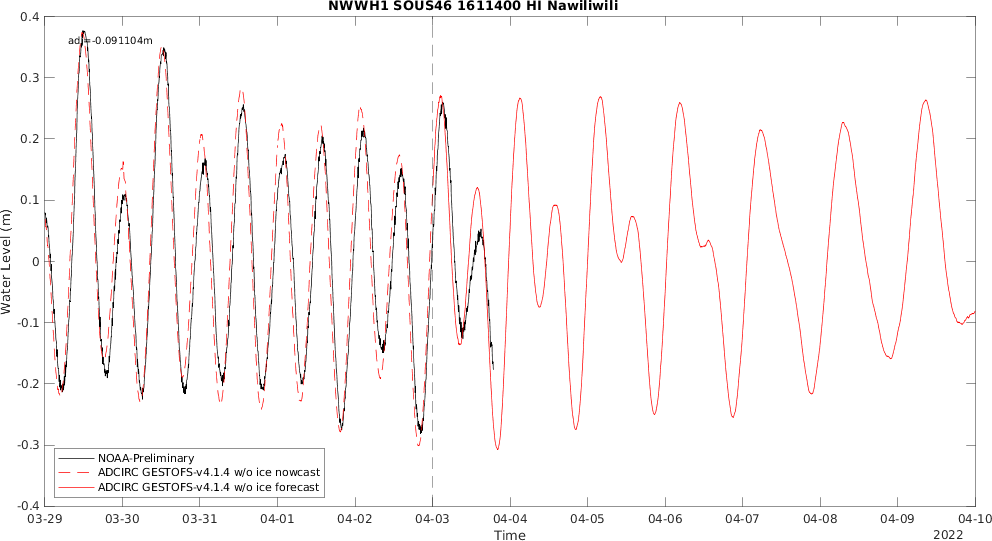 NWWH1 SOUS46 1611400 HI Nawiliwili
adj=-0.091104m
0.4
0.3
0.2
0.1
0
-0.1
-0.2
-0.3
-0.4
Water Level (m)
NOAA-Preliminary
ADCIRC GESTOFS-v4.1.4 w/o ice nowcast
ADCIRC GESTOFS-v4.1.4 w/o ice forecast
03-29 03-30 03-31 04-01 04-02 04-03 04-04 04-05 04-06 04-07 04-08 04-09 04-10
Time
2022